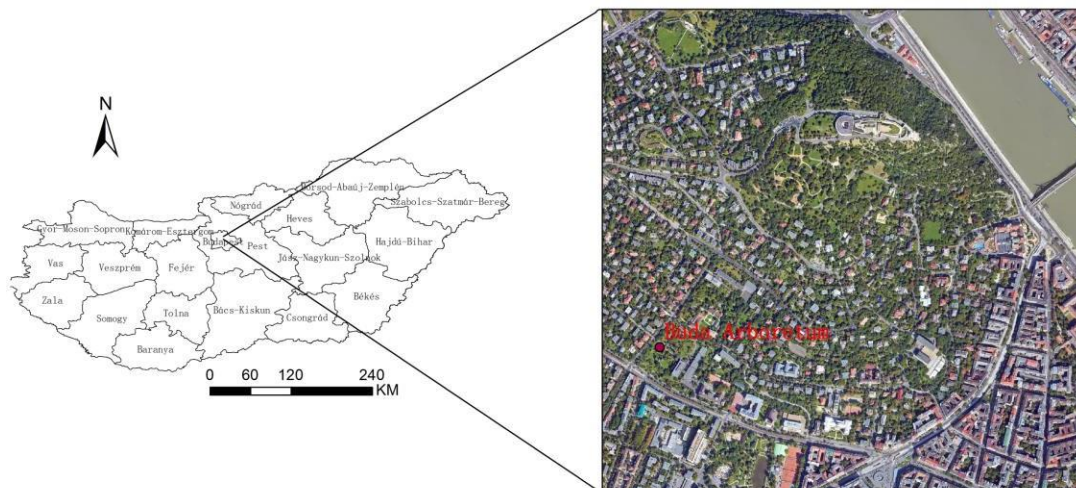 N
Borsod-Abaúj-Zemplén
Nógrád
Szabolcs-Szatmár-Bereg
Heves
Győr-Moson-Sopron
Komárom-Esztergom
Budapest
Pest
Hajdú-Bihar
Vas
Veszprém
Fejér
Jász-Nagykun-Szolnok
Zala
Békés
Somogy
Tolna
Bács-Kiskun
Csongrád
Baranya
0 60 120 240
KM
Buda Arboretum